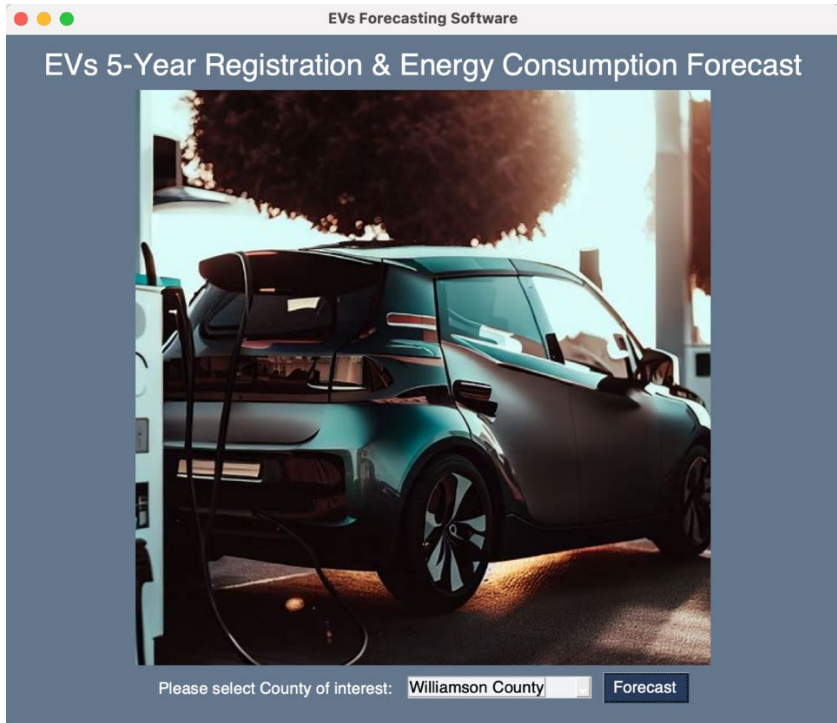 EVs Forecasting Software
EVs 5-Year Registration & Energy Consumption Forecast
Please select County of interest: Williamson County Forecast